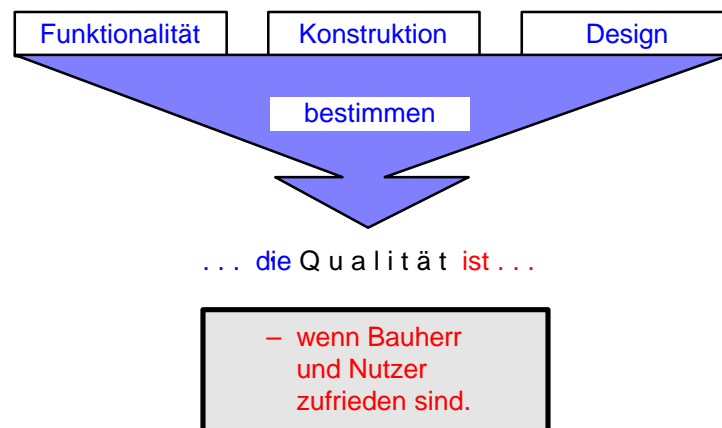 Funktionalität Konstruktion Design
bestimmen
. . . die Q u a l i t ä t ist . . .
– wenn Bauherr
und Nutzer
zufrieden sind.